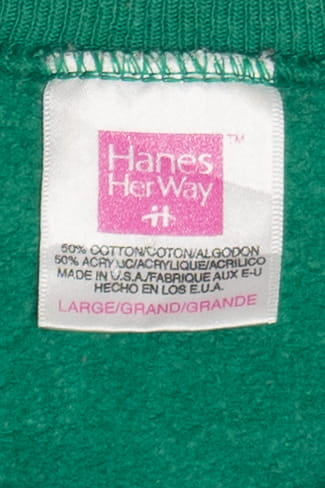 Hanes TM
Her Way
50% COTTON/COTON/ALGODON
50% ACRYLIC/ACRYLIQUE/ACRILICO
MADE IN U.S.A./FABRIQUE AUX E-U
HECHO EN LOS E.U.A.
LARGE/GRAND/GRANDE